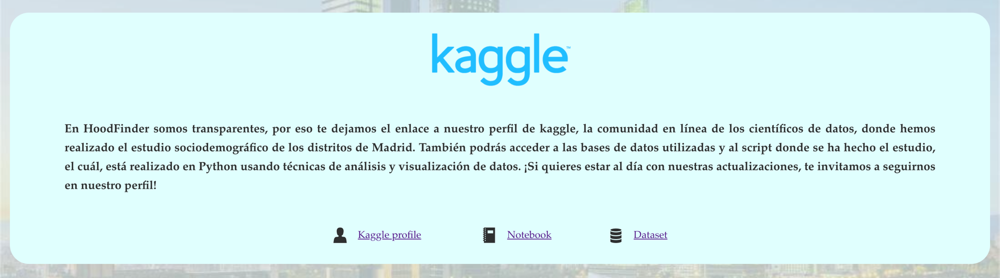 kaggle™
En HoodFinder somos transparentes, por eso te dejamos el enlace a nuestro perfil de kaggle, la comunidad en línea de los científicos de datos, donde hemos
realizado el estudio sociodemográfico de los distritos de Madrid. También podrás acceder a las bases de datos utilizadas y al script donde se ha hecho el estudio,
el cuál, está realizado en Python usando técnicas de análisis y visualización de datos. ¡Si quieres estar al día con nuestras actualizaciones, te invitamos a seguirnos
en nuestro perfil!
Kaggle profile Notebook Dataset